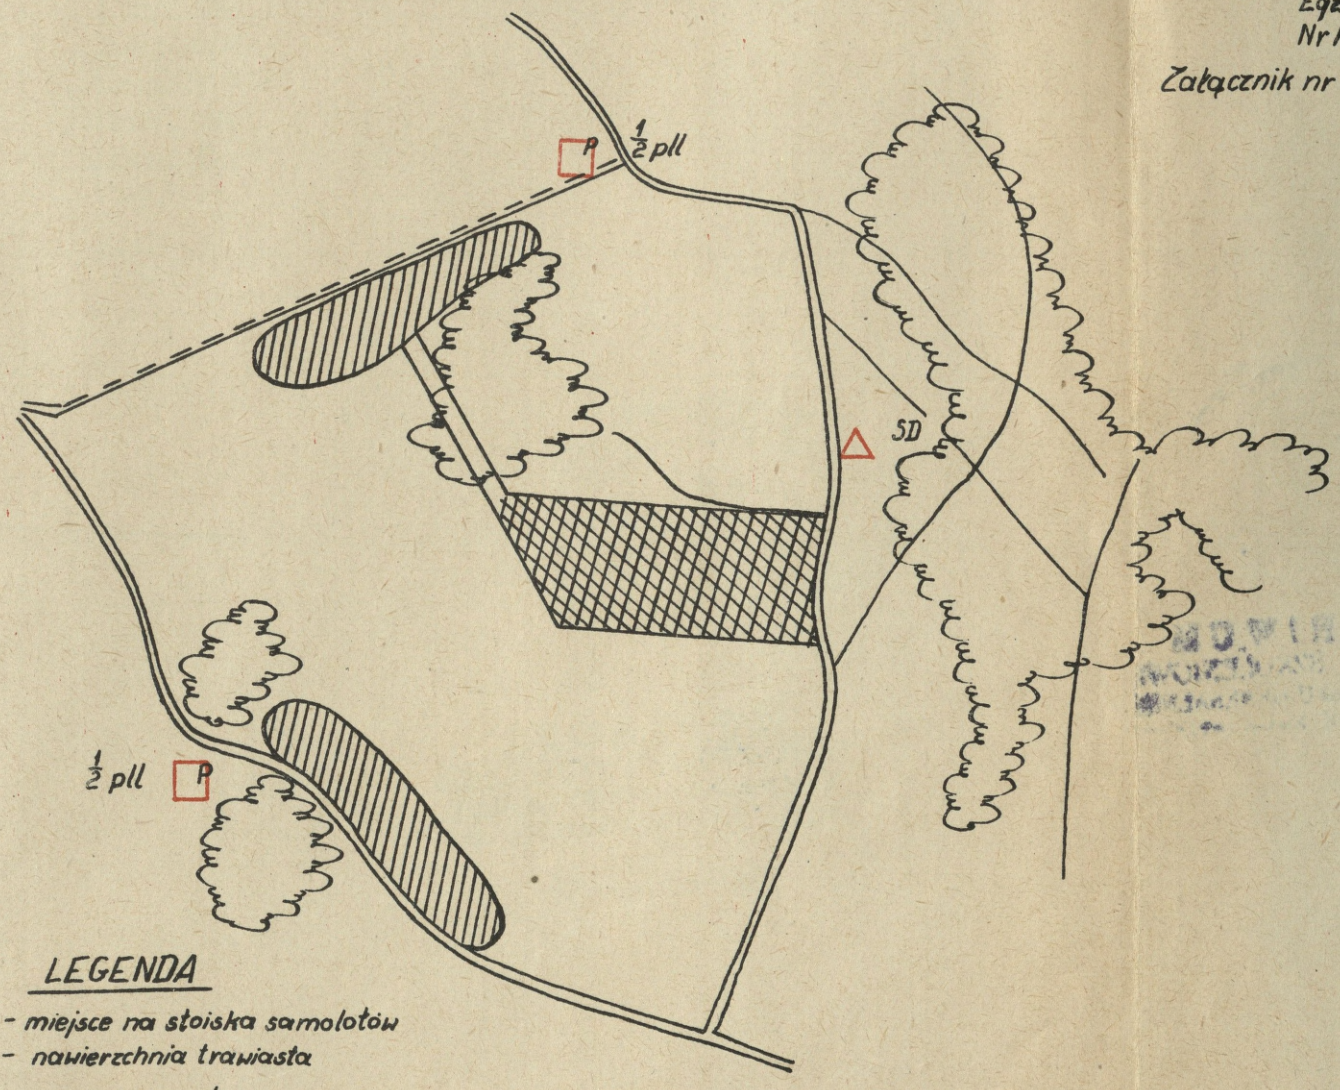 Nr
Załącznik nr
P
½ pll
SD
½ pll
P
LEGENDA
- miejsce na stoiska samolotów
- nawierzchnia trawiasta